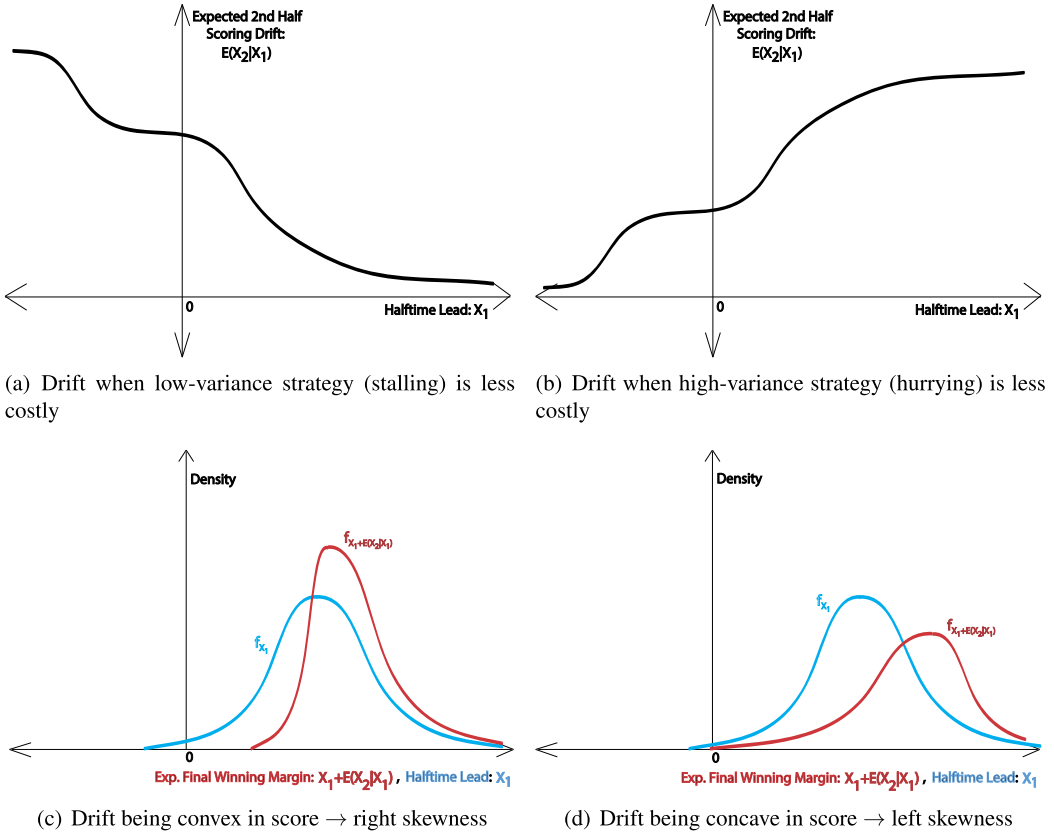 Expected 2nd Half
Scoring Drift:
E(X2|X1)
0
Halftime Lead: X1
(a) Drift when low-variance strategy (stalling) is less
costly
Expected 2nd Half
Scoring Drift:
E(X2|X1)
0
Halftime Lead: X1
(b) Drift when high-variance strategy (hurrying) is less
costly
Density
fX1+E(X2|X1)
fX1
0
Exp. Final Winning Margin: X1+E(X2|X1) , Halftime Lead: X1
(c) Drift being convex in score → right skewness
Density
fX1
fX1+E(X2|X1)
0
Exp. Final Winning Margin: X1+E(X2|X1) , Halftime Lead: X1
(d) Drift being concave in score → left skewness